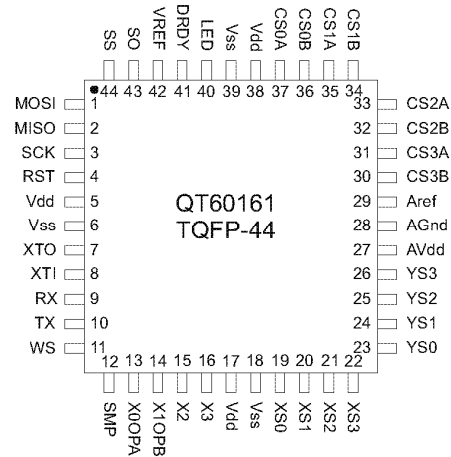 SS SO VREF DRDY LED Vss Vdd CS0A CS0B CS1A CS1B
44 43 42 41 40 39 38 37 36 35 34
MOSI 1
MISO 2
SCK 3
RST 4
Vdd 5
Vss 6
XTO 7
XTI 8
RX 9
TX 10
WS 11
QT60161
TQFP-44
33 CS2A
32 CS2B
31 CS3A
30 CS3B
29 Aref
28 AGnd
27 AVdd
26 YS3
25 YS2
24 YS1
23 YS0
12 13 14 15 16 17 18 19 20 21 22
SMP X0OPA X1OPB X2 X3 Vdd Vss XS0 XS1 XS2 XS3